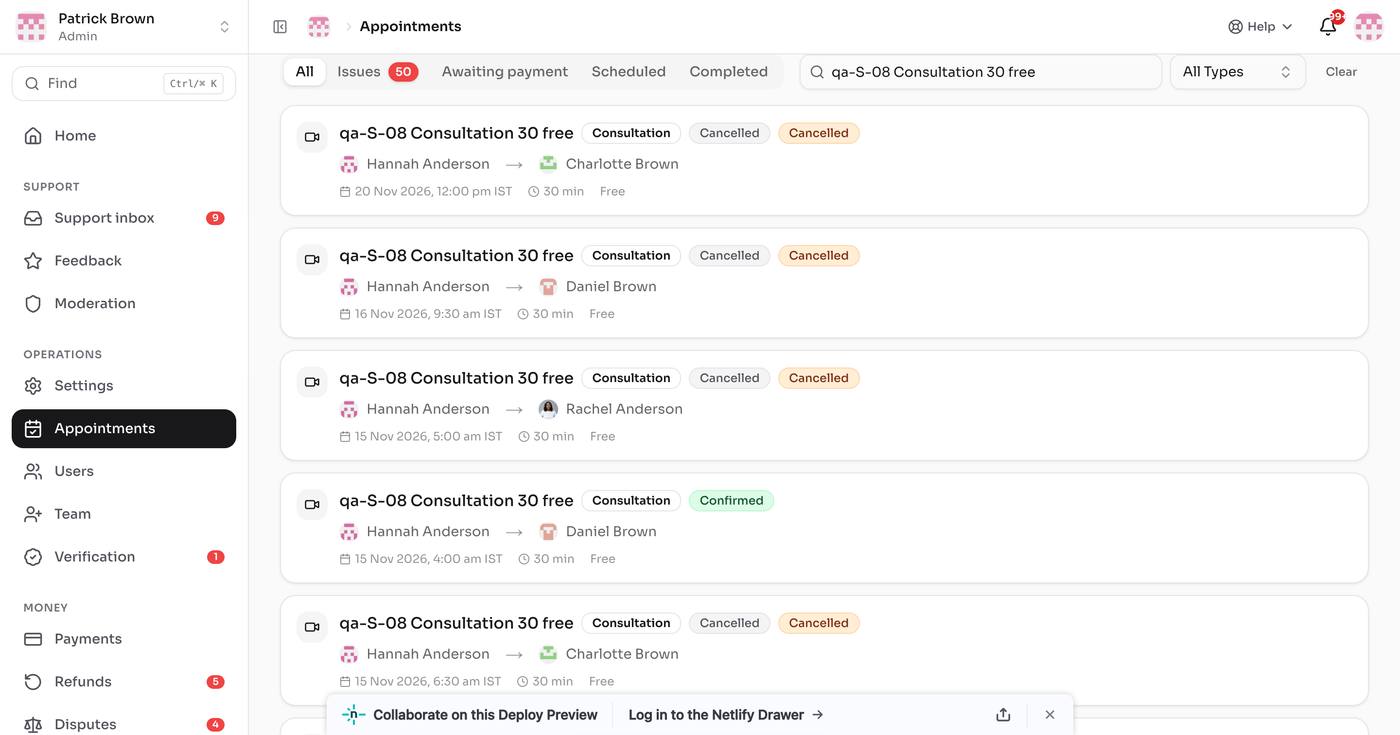 Patrick Brown
Admin
Appointments
Help
99+
Find
Ctrl/⌘ K
Home
SUPPORT
Support inbox 9
Feedback
Moderation
OPERATIONS
Settings
Appointments
Users
Team
Verification 1
MONEY
Payments
Refunds 5
Disputes 4
All Issues 50 Awaiting payment Scheduled Completed
qa-S-08 Consultation 30 free
All Types
Clear
qa-S-08 Consultation 30 free Consultation Cancelled Cancelled
Hannah Anderson → Charlotte Brown
20 Nov 2026, 12:00 pm IST 30 min Free
qa-S-08 Consultation 30 free Consultation Cancelled Cancelled
Hannah Anderson → Daniel Brown
16 Nov 2026, 9:30 am IST 30 min Free
qa-S-08 Consultation 30 free Consultation Cancelled Cancelled
Hannah Anderson → Rachel Anderson
15 Nov 2026, 5:00 am IST 30 min Free
qa-S-08 Consultation 30 free Consultation Confirmed
Hannah Anderson → Daniel Brown
15 Nov 2026, 4:00 am IST 30 min Free
qa-S-08 Consultation 30 free Consultation Cancelled Cancelled
Hannah Anderson → Charlotte Brown
15 Nov 2026, 6:30 am IST 30 min Free
Collaborate on this Deploy Preview
Log in to the Netlify Drawer →